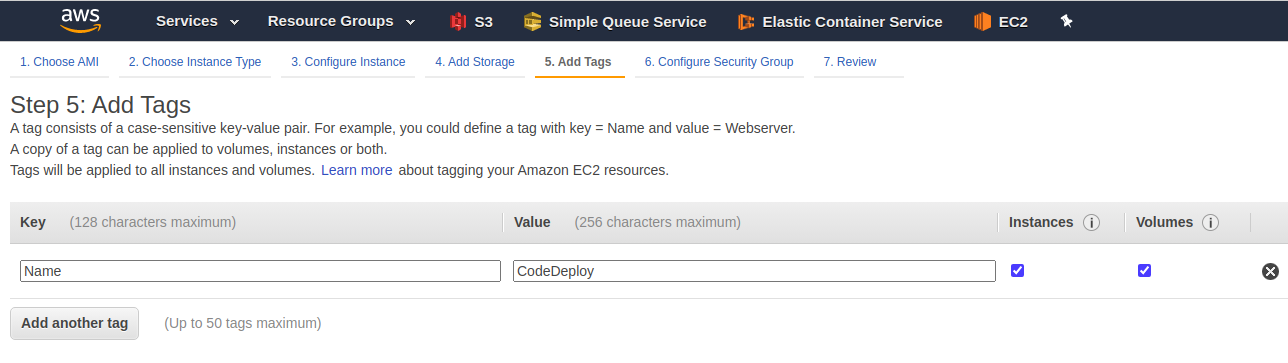 aws Services Resource Groups S3 Simple Queue Service Elastic Container Service EC2
1. Choose AMI 2. Choose Instance Type 3. Configure Instance 4. Add Storage 5. Add Tags 6. Configure Security Group 7. Review
Step 5: Add Tags
A tag consists of a case-sensitive key-value pair. For example, you could define a tag with key = Name and value = Webserver.
A copy of a tag can be applied to volumes, instances or both.
Tags will be applied to all instances and volumes. Learn more about tagging your Amazon EC2 resources.
Key (128 characters maximum) Value (256 characters maximum) Instances i Volumes i
Name CodeDeploy
Add another tag (Up to 50 tags maximum)